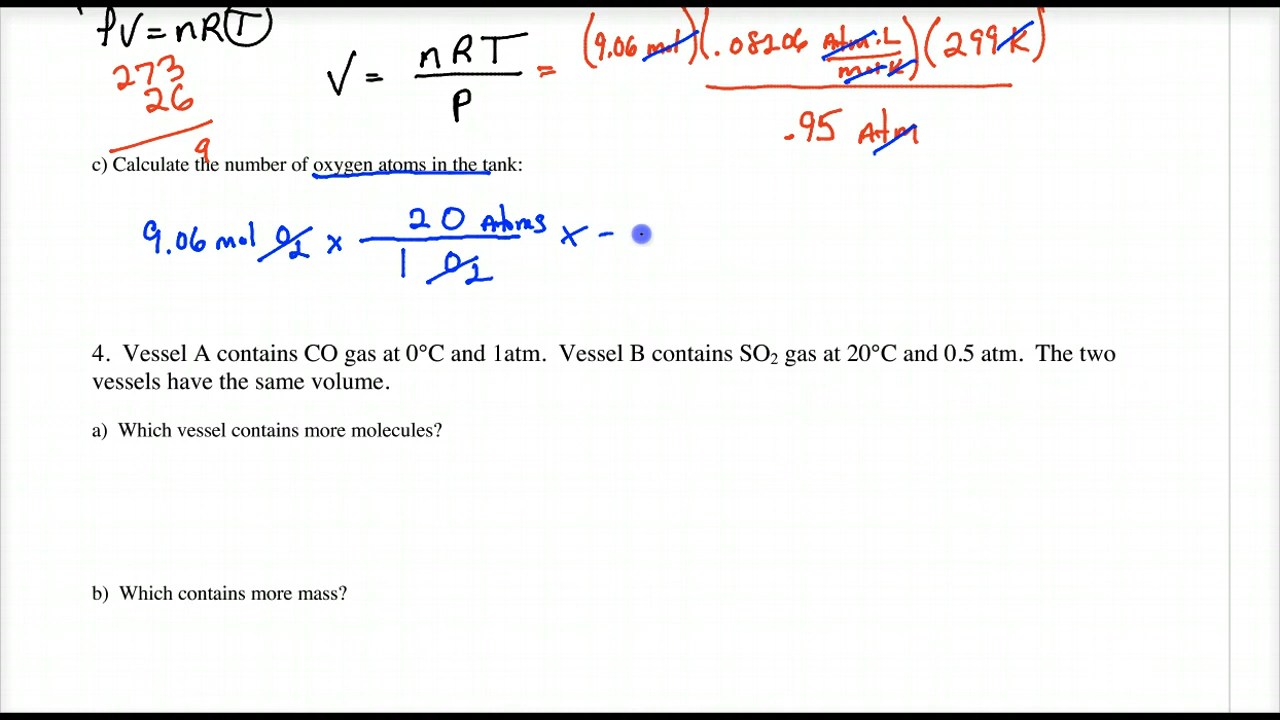 PV = nRT
273
26
9
V = nRT / P = (9.06 mol)(.08206 Atm·L / mol·K)(299 K) / .95 Atm
c) Calculate the number of oxygen atoms in the tank:
9.06 mol O2 x 2 O Atoms / 1 O2 x -
4. Vessel A contains CO gas at 0°C and 1atm. Vessel B contains SO₂ gas at 20°C and 0.5 atm. The two
vessels have the same volume.
a) Which vessel contains more molecules?
b) Which contains more mass?